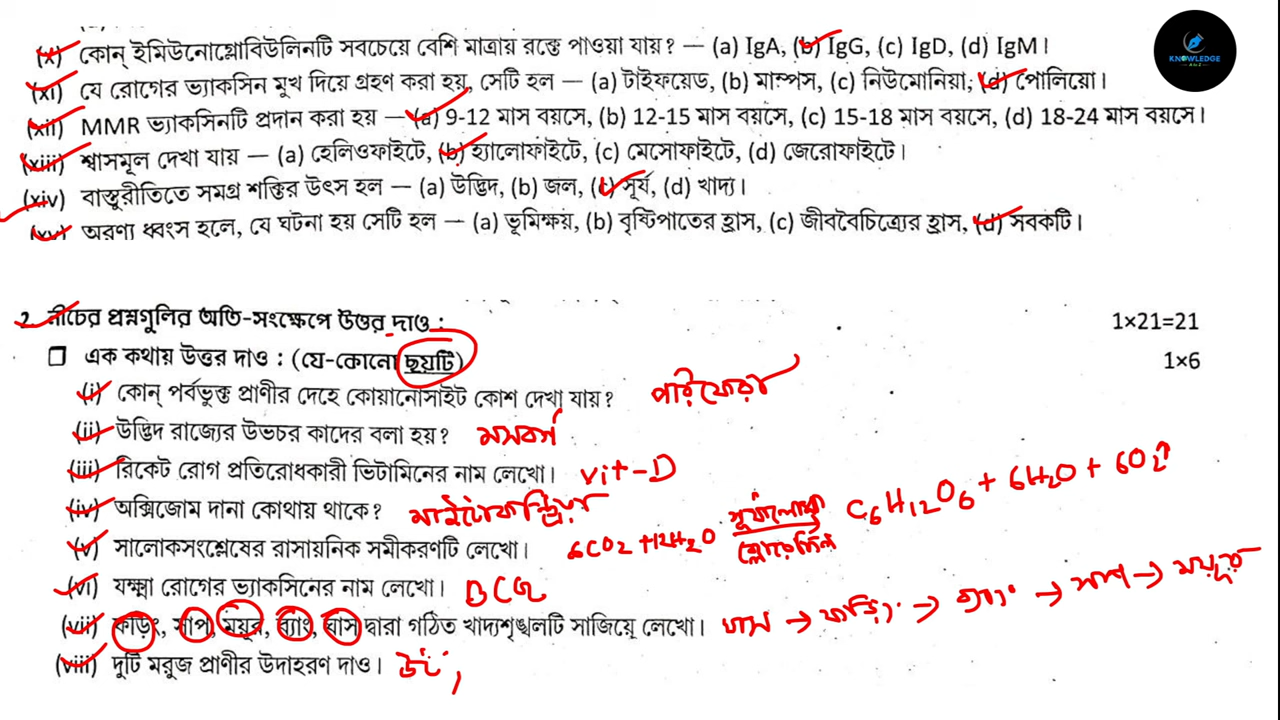 (x) কোন্ ইমিউনোগ্লোবিউলিনটি সবচেয়ে বেশি মাত্রায় রক্তে পাওয়া যায়? — (a) IgA, (b) IgG, (c) IgD, (d) IgM।
KNOWLEDGE
(xi) যে রোগের ভ্যাকসিন মুখ দিয়ে গ্রহণ করা হয়, সেটি হল — (a) টাইফয়েড, (b) মাম্পস, (c) নিউমোনিয়া, (d) পোলিয়ো।
(xii) MMR ভ্যাকসিনটি প্রদান করা হয় — (a) 9-12 মাস বয়সে, (b) 12-15 মাস বয়সে, (c) 15-18 মাস বয়সে, (d) 18-24 মাস বয়সে।
(xiii) শ্বাসমূল দেখা যায় — (a) হেলিওফাইটে, (b) হ্যালোফাইটে, (c) মেসোফাইটে, (d) জেরোফাইটে।
(xiv) বাস্তুরীতিতে সমগ্র শক্তির উৎস হল — (a) উদ্ভিদ, (b) জল, (c) সূর্য, (d) খাদ্য।
(xv) অরণ্য ধ্বংস হলে, যে ঘটনা হয় সেটি হল — (a) ভূমিক্ষয়, (b) বৃষ্টিপাতের হ্রাস, (c) জীববৈচিত্র্যের হ্রাস, (d) সবকটি।
2. নীচের প্রশ্নগুলির অতি-সংক্ষেপে উত্তর দাও : 1×21=21
❑ এক কথায় উত্তর দাও : (যে-কোনো ছয়টি) 1×6
(i) কোন্ পর্বভুক্ত প্রাণীর দেহে কোয়ানোসাইট কোশ দেখা যায়? পরিফেরা
(ii) উদ্ভিদ রাজ্যের উভচর কাদের বলা হয়? মসবর্গ
(iii) রিকেট রোগ প্রতিরোধকারী ভিটামিনের নাম লেখো। vit-D
(iv) অক্সিজোম দানা কোথায় থাকে? মাইটোকন্ড্রিয়া
(v) সালোকসংশ্লেষের রাসায়নিক সমীকরণটি লেখো। 6CO2 + 12H2O সূর্যালোক ক্লোরোফিল → C6H12O6 + 6H2O + 6O2↑
(vi) যক্ষ্মা রোগের ভ্যাকসিনের নাম লেখো। BCG
(vii) ফড়িং, সাপ, ময়ূর, ব্যাং, ঘাস দ্বারা গঠিত খাদ্যশৃঙ্খলটি সাজিয়ে লেখো। ঘাস → ফড়িং → ব্যাং → সাপ → ময়ূর
(viii) দুটি মরুজ প্রাণীর উদাহরণ দাও। উট,